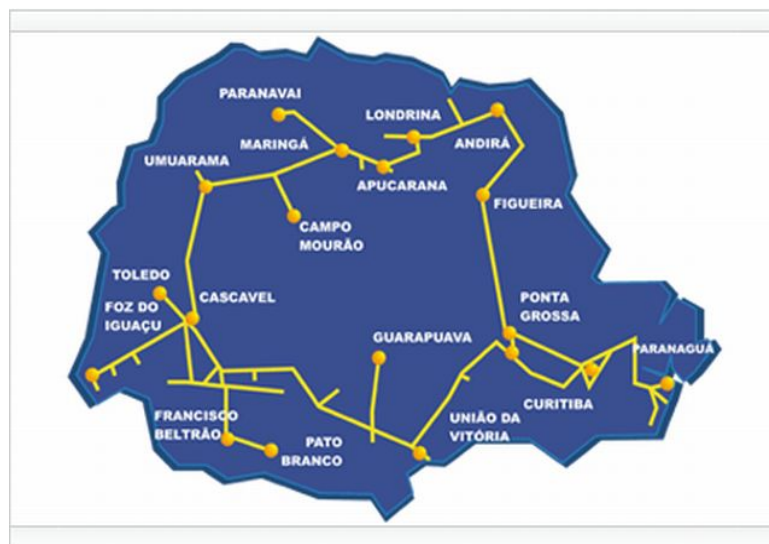 PARANAVAI
LONDRINA
MARINGÁ
ANDIRÁ
UMUARAMA
APUCARANA
FIGUEIRA
CAMPO
MOURÃO
TOLEDO
CASCAVEL
FOZ DO
IGUAÇU
PONTA
GROSSA
GUARAPUAVA
PARANAGUÁ
CURITIBA
FRANCISCO
BELTRÃO
PATO
BRANCO
UNIÃO DA
VITÓRIA